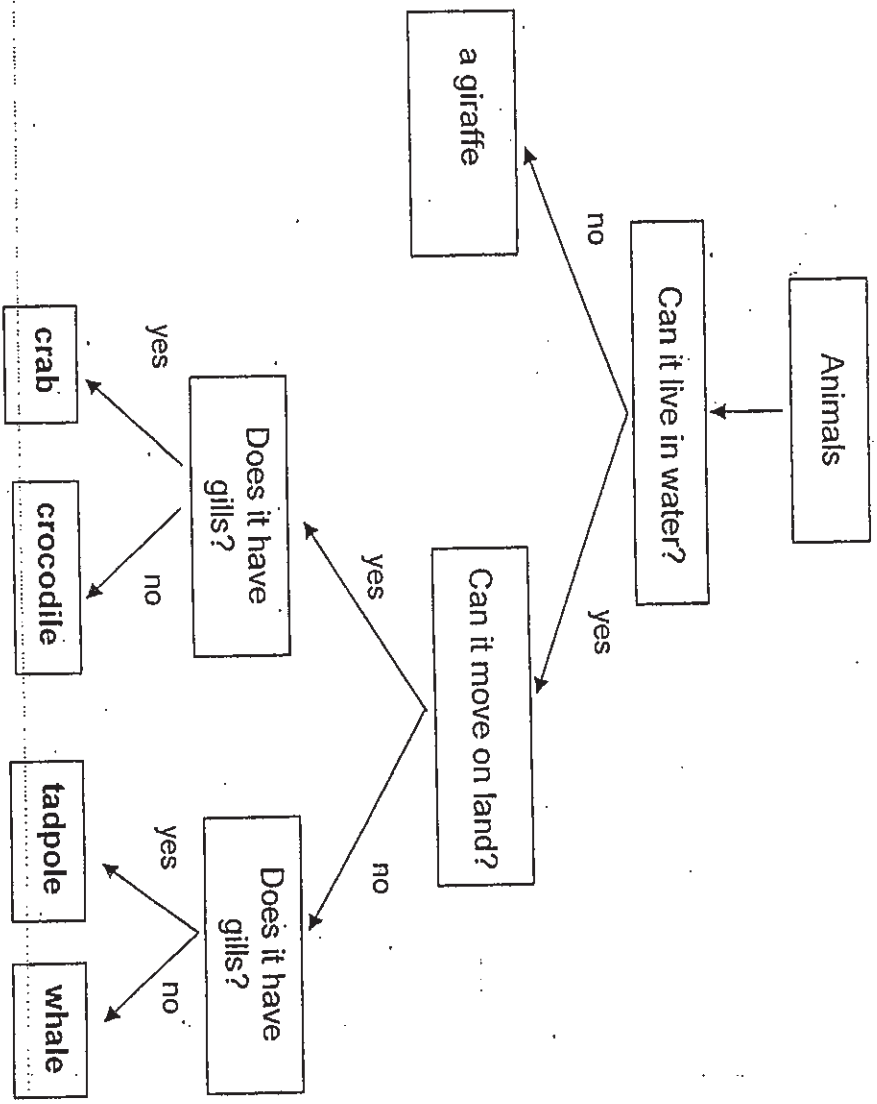 Animals
Can it live in water?
no
yes
a giraffe
Can it move on land?
yes
no
Does it have
gills?
Does it have
gills?
yes
no
yes
no
crab
crocodile
tadpole
whale